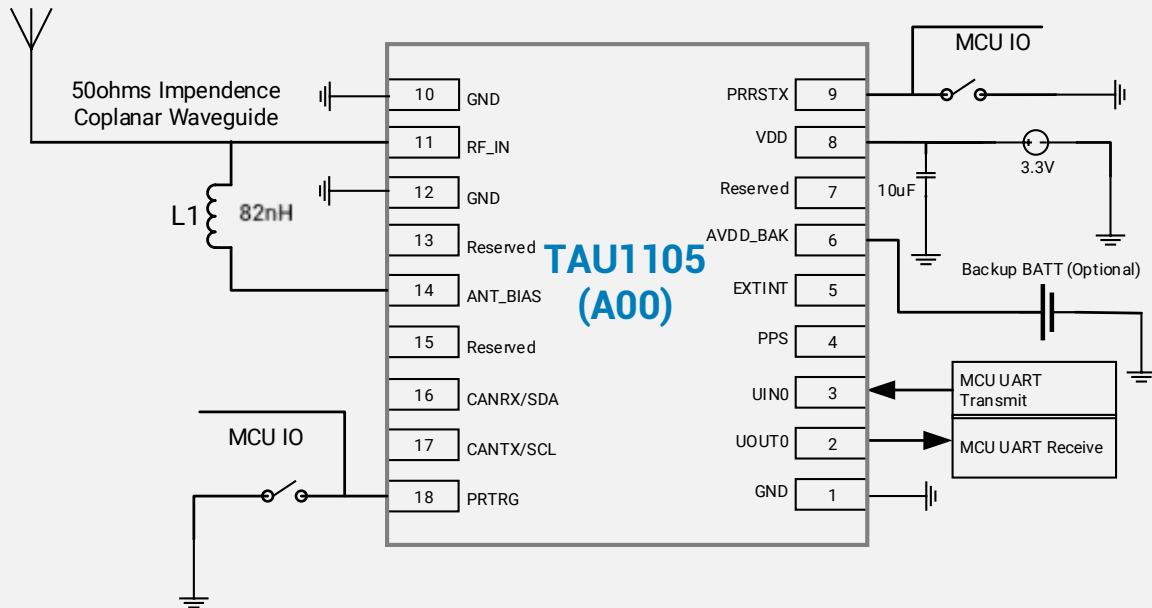 MCU IO
50ohms Impendence
Coplanar Waveguide
10 GND
PRRSTX 9
11 RF_IN
VDD 8
3.3V
12 GND
Reserved 7
10uF
L1 82nH
13 Reserved
AVDD_BAK 6
TAU1105
(A00)
Backup BATT (Optional)
14 ANT_BIAS
EXTINT 5
15 Reserved
PPS 4
16 CANRX/SDA
UIN0 3
MCU UART
Transmit
MCU IO
17 CANTX/SCL
UOUT0 2
MCU UART Receive
18 PRTRG
GND 1